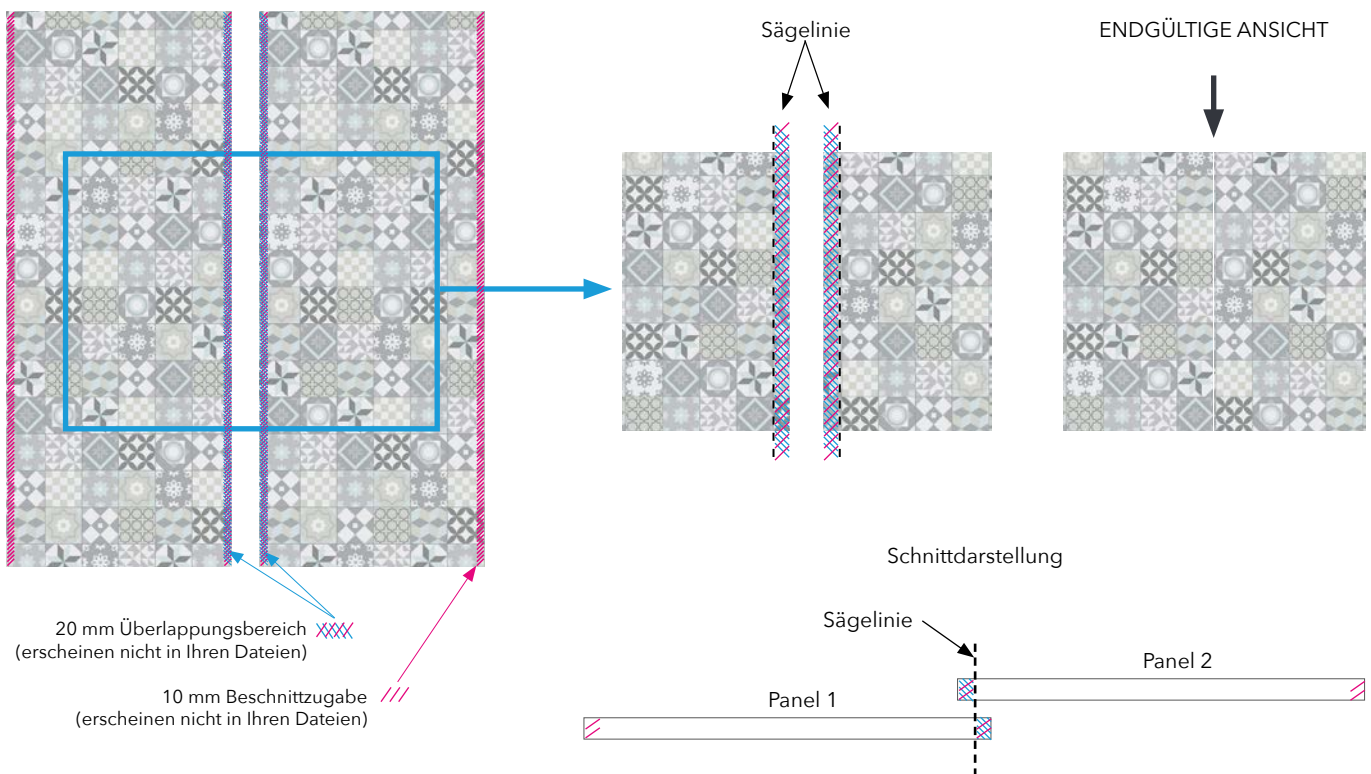 Sägelinie
ENDGÜLTIGE ANSICHT
20 mm Überlappungsbereich
(erscheinen nicht in Ihren Dateien)
10 mm Beschnittzugabe
(erscheinen nicht in Ihren Dateien)
Schnittdarstellung
Sägelinie
Panel 2
Panel 1